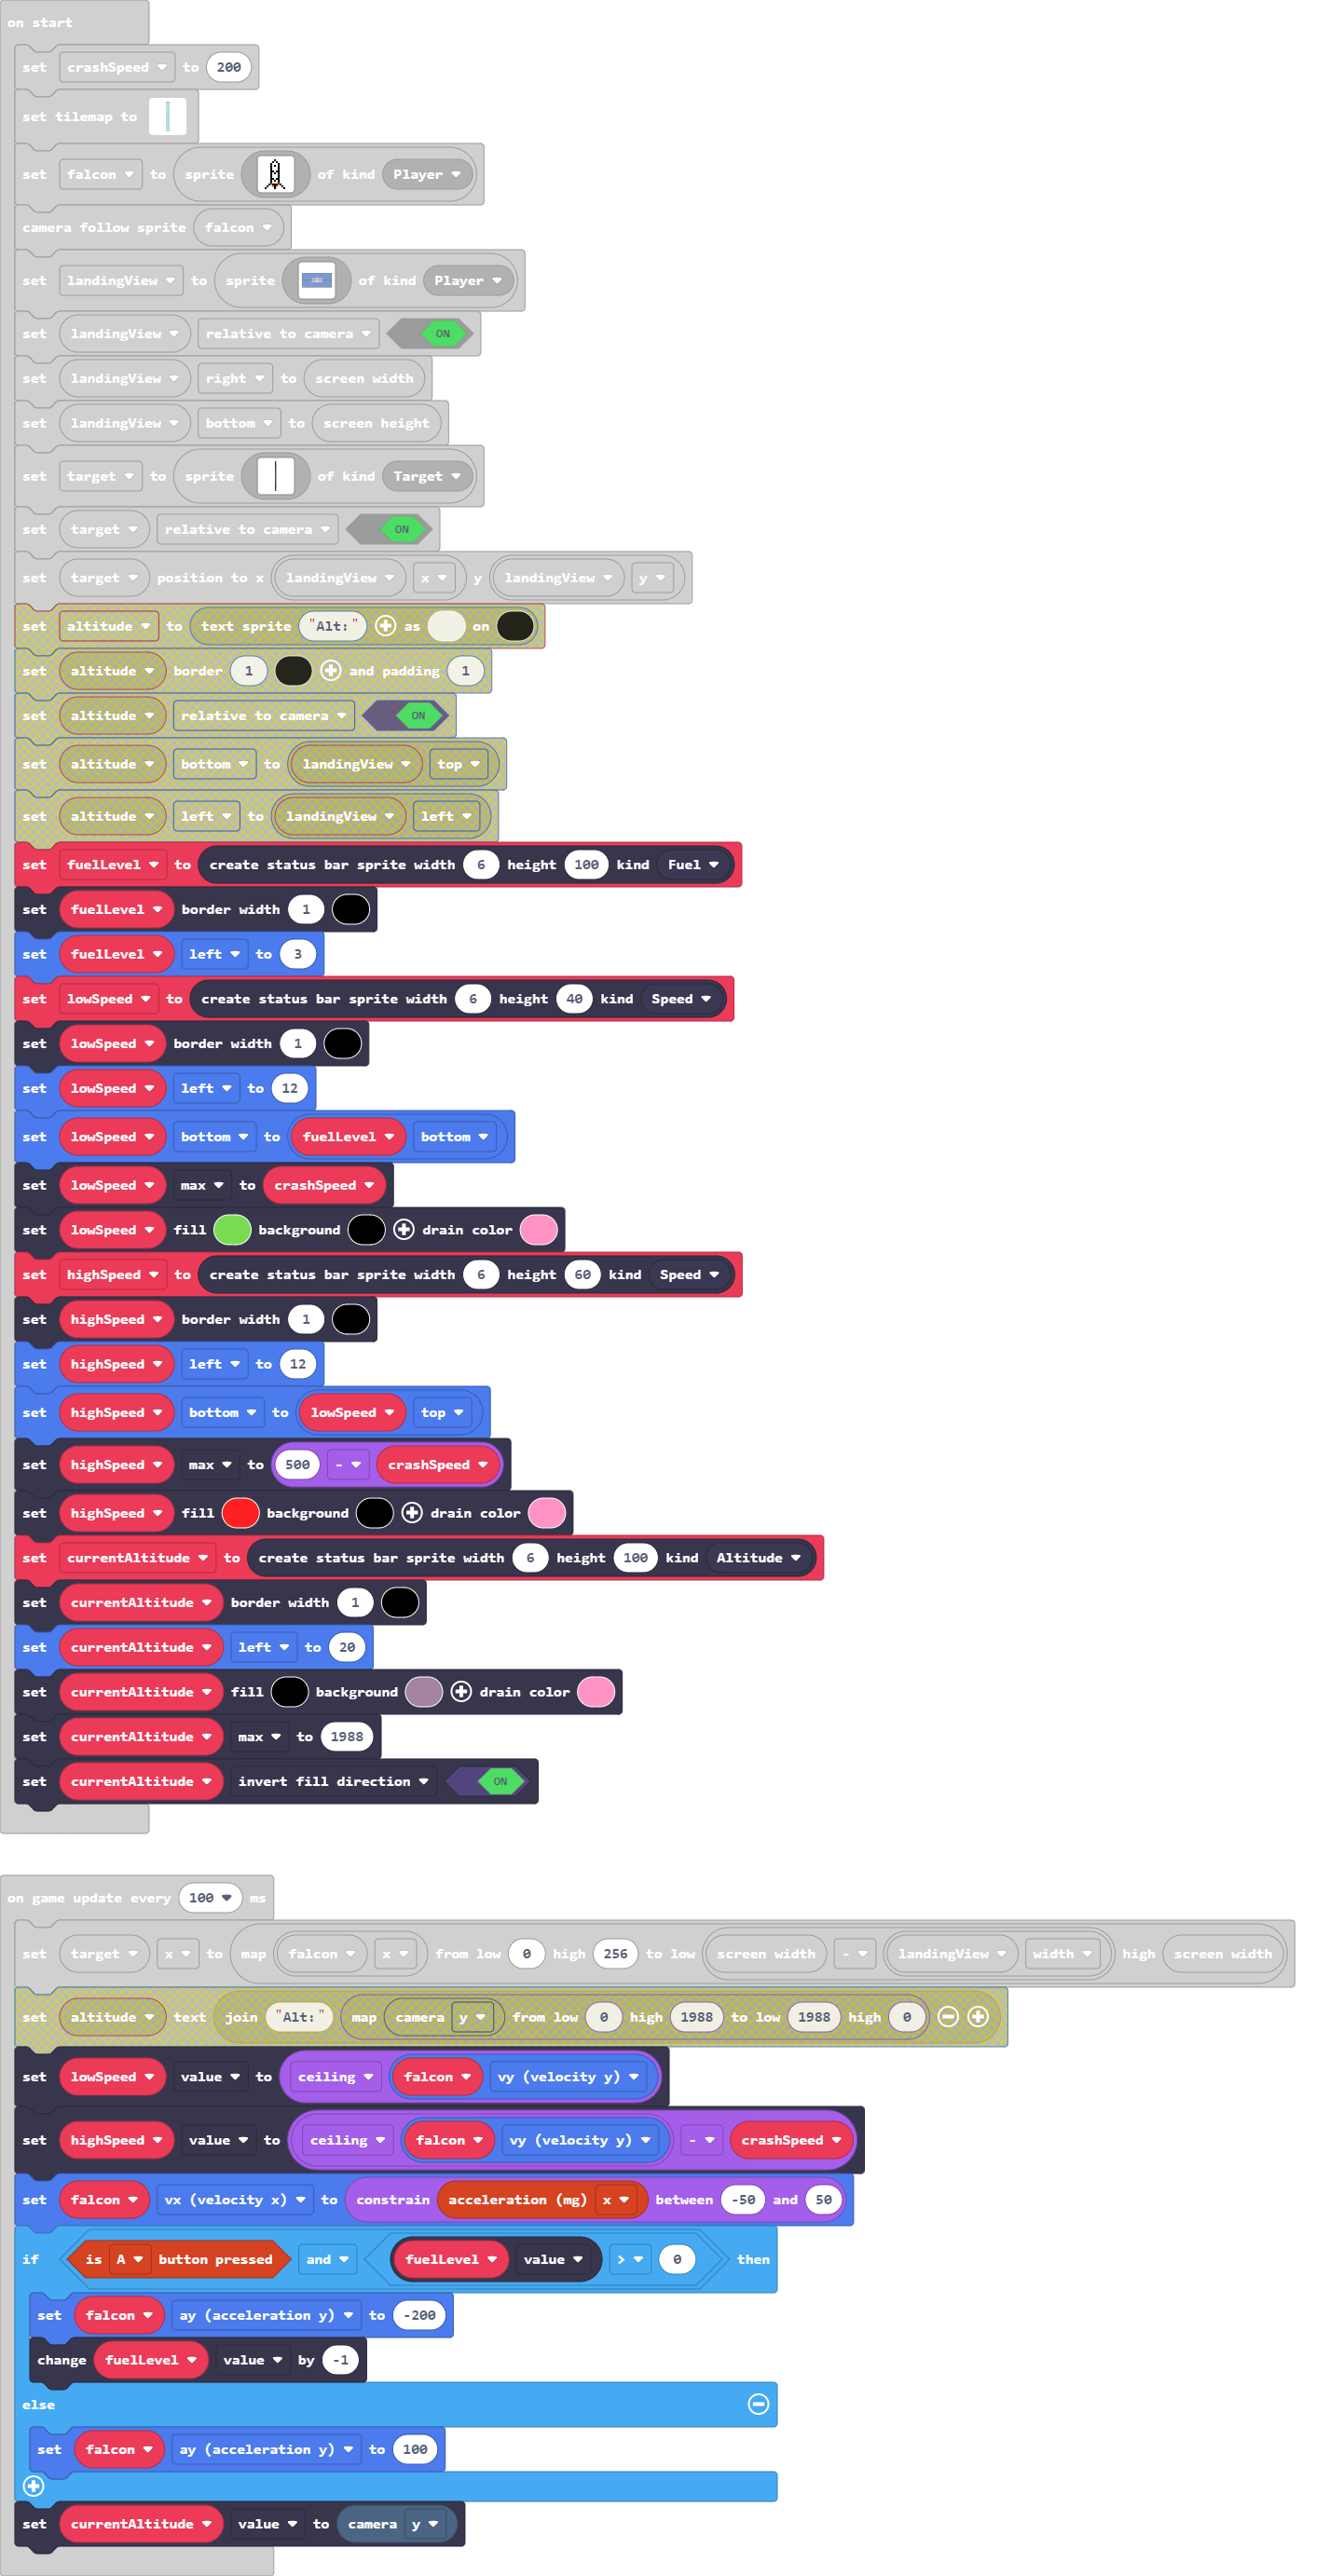 on start
set crashSpeed to 200
set tilemap to
set falcon to sprite of kind Player
camera follow sprite falcon
set landingView to sprite of kind Player
set landingView relative to camera ON
set landingView right to screen width
set landingView bottom to screen height
set target to sprite of kind Target
set target relative to camera ON
set target position to x landingView x y landingView y
set altitude to text sprite "Alt:" as on
set altitude border 1 and padding 1
set altitude relative to camera ON
set altitude bottom to landingView top
set altitude left to landingView left
set fuelLevel to create status bar sprite width 6 height 100 kind Fuel
set fuelLevel border width 1
set fuelLevel left to 3
set lowSpeed to create status bar sprite width 6 height 40 kind Speed
set lowSpeed border width 1
set lowSpeed left to 12
set lowSpeed bottom to fuelLevel bottom
set lowSpeed max to crashSpeed
set lowSpeed fill background drain color
set highSpeed to create status bar sprite width 6 height 60 kind Speed
set highSpeed border width 1
set highSpeed left to 12
set highSpeed bottom to lowSpeed top
set highSpeed max to 500 - crashSpeed
set highSpeed fill background drain color
set currentAltitude to create status bar sprite width 6 height 100 kind Altitude
set currentAltitude border width 1
set currentAltitude left to 20
set currentAltitude fill background drain color
set currentAltitude max to 1988
set currentAltitude invert fill direction ON
on game update every 100 ms
set target x to map falcon x from low 0 high 256 to low screen width - landingView width high screen width
set altitude text join "Alt:" map camera y from low 0 high 1988 to low 1988 high 0
set lowSpeed value to ceiling falcon vy (velocity y)
set highSpeed value to ceiling falcon vy (velocity y) - crashSpeed
set falcon vx (velocity x) to constrain acceleration (mg) x between -50 and 50
if is A button pressed and fuelLevel value > 0 then
set falcon ay (acceleration y) to -200
change fuelLevel value by -1
else
set falcon ay (acceleration y) to 100
set currentAltitude value to camera y